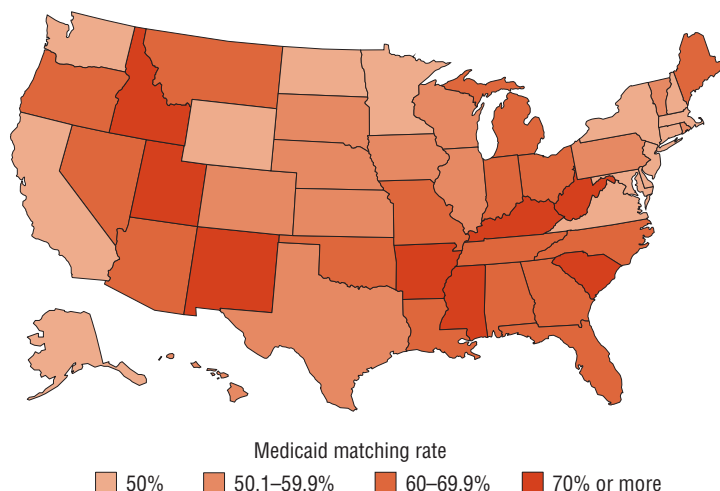 Medicaid matching rate
50%
50.1–59.9%
60–69.9%
70% or more